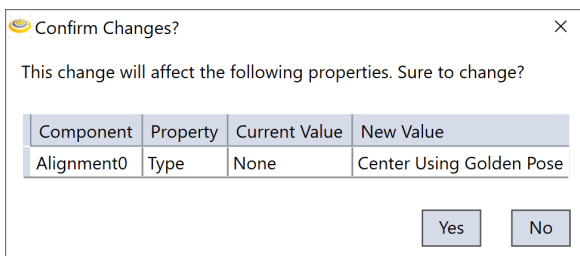 Confirm Changes?
This change will affect the following properties. Sure to change?
Component Property Current Value New Value
Alignment0 Type None Center Using Golden Pose
Yes No